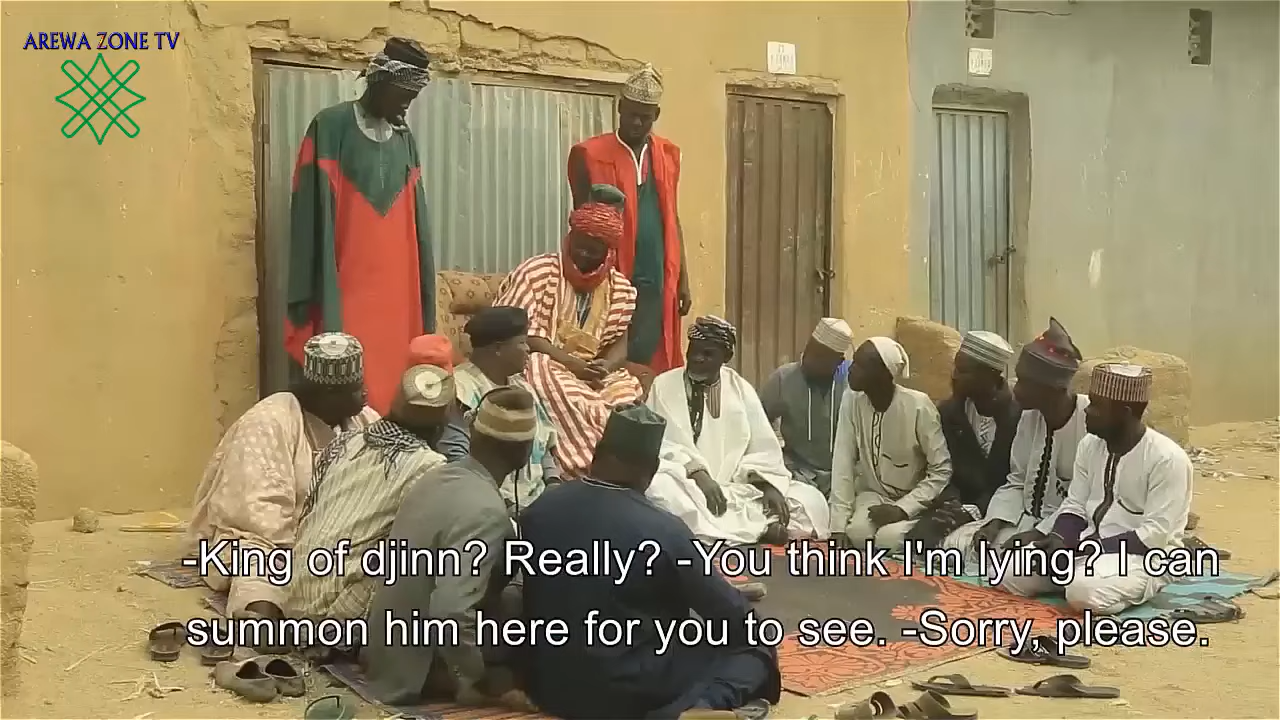 AREWA ZONE TV
-King of djinn? Really? -You think I'm lying? I can
summon him here for you to see. -Sorry, please.